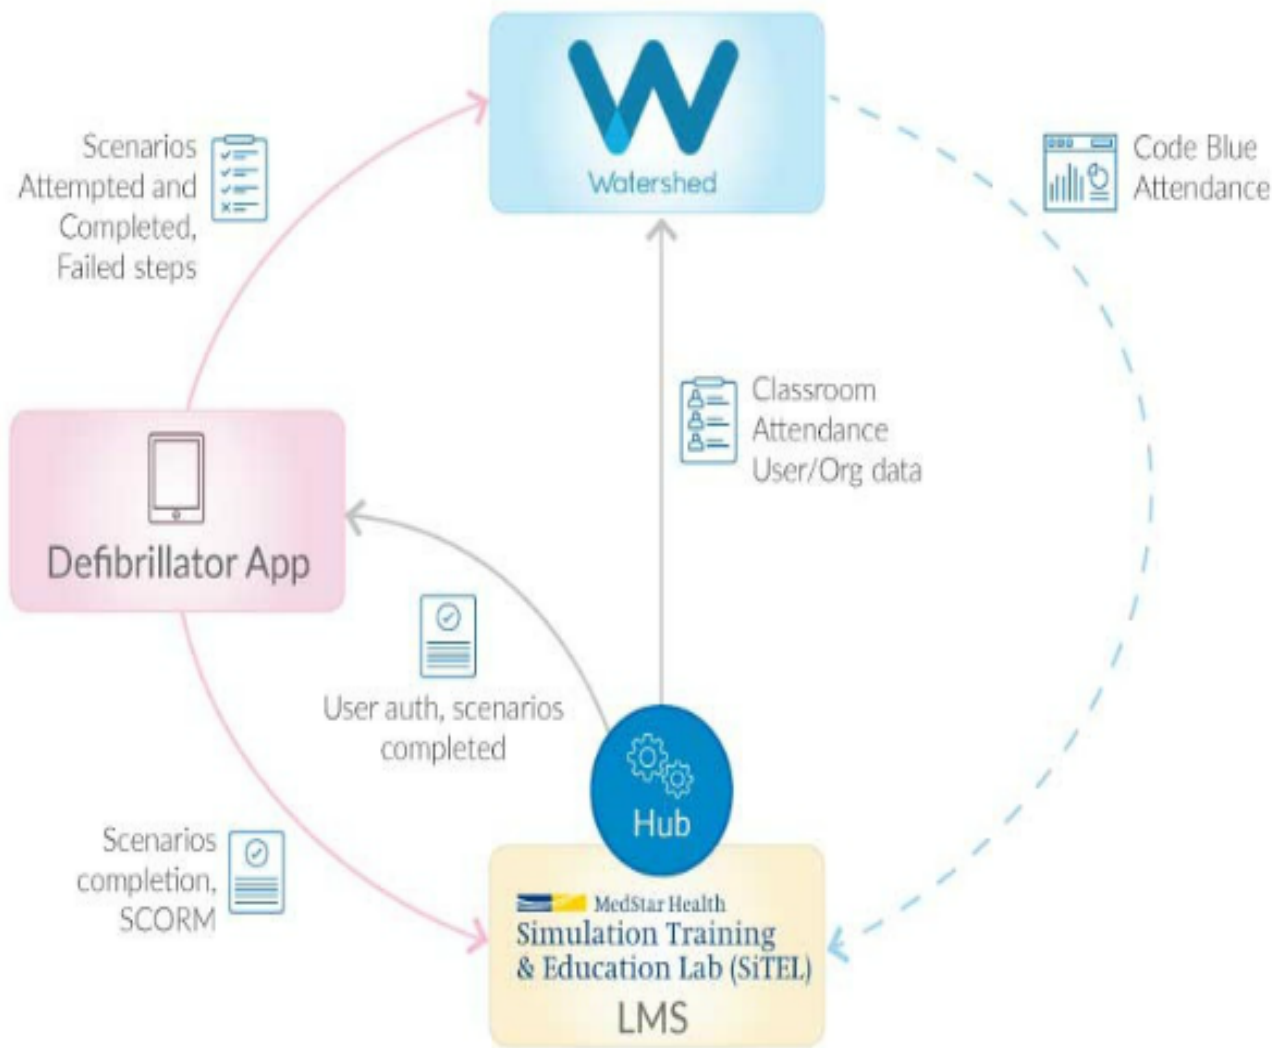 Watershed
Scenarios
Attempted and
Completed,
Failed steps
Code Blue
Attendance
Classroom
Attendance
User/Org data
Defibrillator App
User auth, scenarios
completed
Hub
Scenarios
completion,
SCORM
MedStar Health
Simulation Training
& Education Lab (SiTEL)
LMS